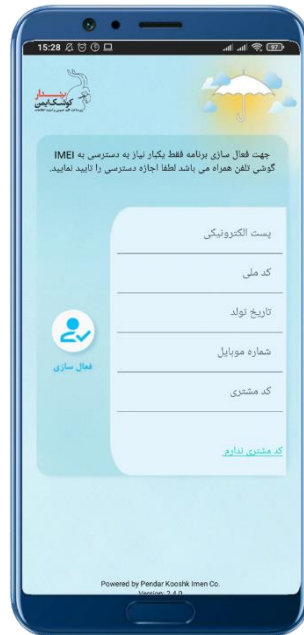 15:28
97
پندار
کوشک‌ایمن
جهت فعال سازی برنامه فقط یکبار نیاز به دسترسی به IMEI
گوشی تلفن همراه می باشد لطفا اجازه دسترسی را تایید نمایید.
پست الکترونیکی
کد ملی
تاریخ تولد
شماره موبایل
کد مشتری
فعال سازی
کد مشتری ندارم
Powered by Pendar Kooshk Imen Co.
Version: 2.4.0